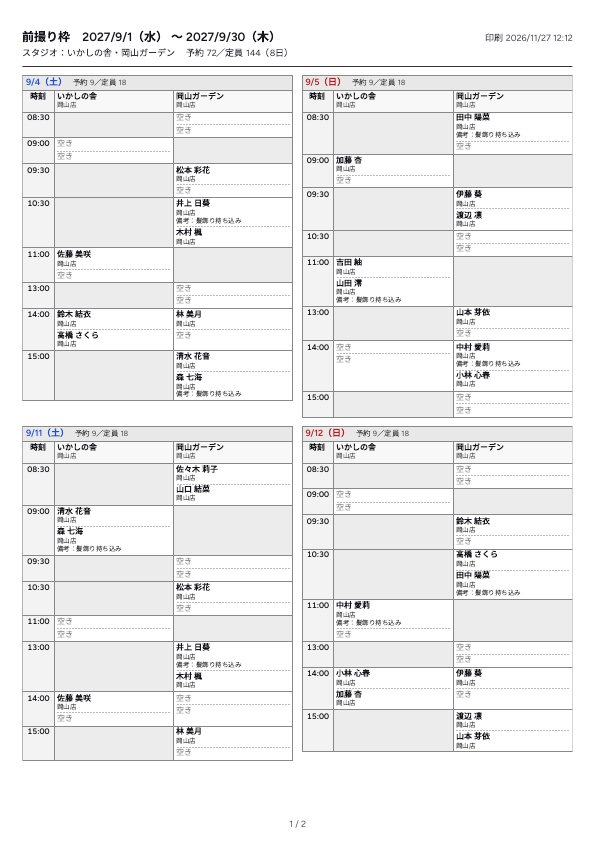 前撮り枠　2027/9/1（水）〜 2027/9/30（木）
印刷 2026/11/27 12:12
スタジオ：いかしの舎・岡山ガーデン　予約 72／定員 144（8日）
9/4（土） 予約 9／定員 18
時刻 いかしの舎 岡山ガーデン
岡山店 岡山店
08:30 空き
空き
09:00 空き
空き
09:30 松本 彩花
岡山店
空き
10:30 井上 日葵
岡山店
備考：髪飾り持ち込み
木村 楓
岡山店
11:00 佐藤 美咲
岡山店
空き
13:00 空き
空き
14:00 鈴木 結衣 林 美月
岡山店 岡山店
高橋 さくら 空き
岡山店
15:00 清水 花音
岡山店
森 七海
岡山店
備考：髪飾り持ち込み
9/5（日） 予約 9／定員 18
時刻 いかしの舎 岡山ガーデン
岡山店 岡山店
08:30 田中 陽菜
岡山店
備考：髪飾り持ち込み
空き
09:00 加藤 杏
岡山店
空き
09:30 伊藤 葵
岡山店
渡辺 凛
岡山店
10:30 空き
空き
11:00 吉田 紬
岡山店
山田 澪
岡山店
備考：髪飾り持ち込み
13:00 山本 芽依
岡山店
空き
14:00 空き 中村 愛莉
空き 岡山店
備考：髪飾り持ち込み
小林 心春
岡山店
15:00 空き
空き
9/11（土） 予約 9／定員 18
時刻 いかしの舎 岡山ガーデン
岡山店 岡山店
08:30 佐々木 莉子
岡山店
山口 結菜
岡山店
09:00 清水 花音
岡山店
森 七海
岡山店
備考：髪飾り持ち込み
09:30 空き
空き
10:30 松本 彩花
岡山店
空き
11:00 空き
空き
13:00 井上 日葵
岡山店
備考：髪飾り持ち込み
木村 楓
岡山店
14:00 佐藤 美咲 空き
岡山店 空き
空き
15:00 林 美月
岡山店
空き
9/12（日） 予約 9／定員 18
時刻 いかしの舎 岡山ガーデン
岡山店 岡山店
08:30 空き
空き
09:00 空き
空き
09:30 鈴木 結衣
岡山店
空き
10:30 高橋 さくら
岡山店
田中 陽菜
岡山店
備考：髪飾り持ち込み
11:00 中村 愛莉
岡山店
備考：髪飾り持ち込み
空き
13:00 空き
空き
14:00 小林 心春 伊藤 葵
岡山店 岡山店
加藤 杏 空き
岡山店
15:00 渡辺 凛
岡山店
山本 芽依
岡山店
1 / 2